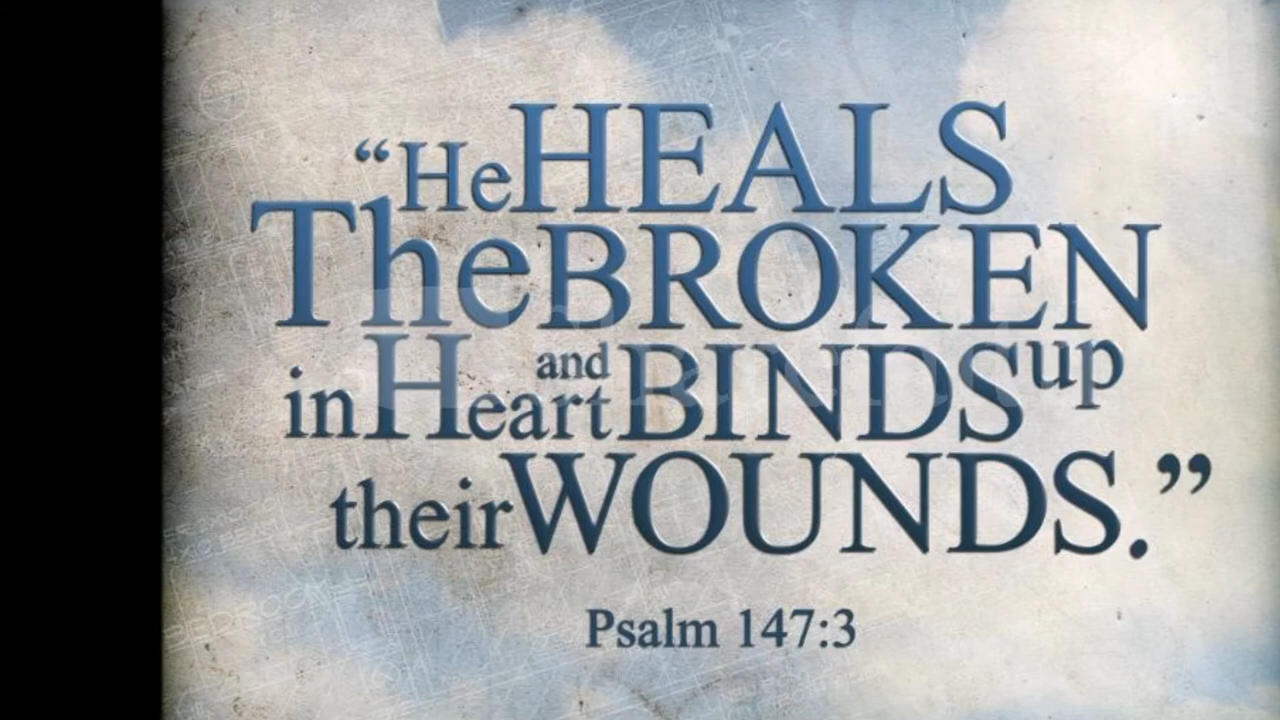 “He HEALS
The BROKEN
in Heart and BINDS up
their WOUNDS.”
Psalm 147:3